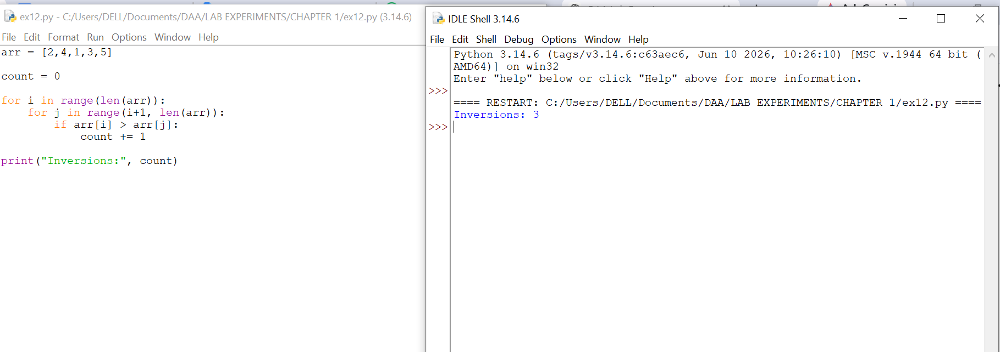 ex12.py - C:/Users/DELL/Documents/DAA/LAB EXPERIMENTS/CHAPTER 1/ex12.py (3.14.6)
File Edit Format Run Options Window Help
arr = [2,4,1,3,5]

count = 0

for i in range(len(arr)):
    for j in range(i+1, len(arr)):
        if arr[i] > arr[j]:
            count += 1

print("Inversions:", count)

IDLE Shell 3.14.6
File Edit Shell Debug Options Window Help
Python 3.14.6 (tags/v3.14.6:c63aec6, Jun 10 2026, 10:26:10) [MSC v.1944 64 bit (
AMD64)] on win32
Enter "help" below or click "Help" above for more information.
>>>
==== RESTART: C:/Users/DELL/Documents/DAA/LAB EXPERIMENTS/CHAPTER 1/ex12.py ====
Inversions: 3
>>>